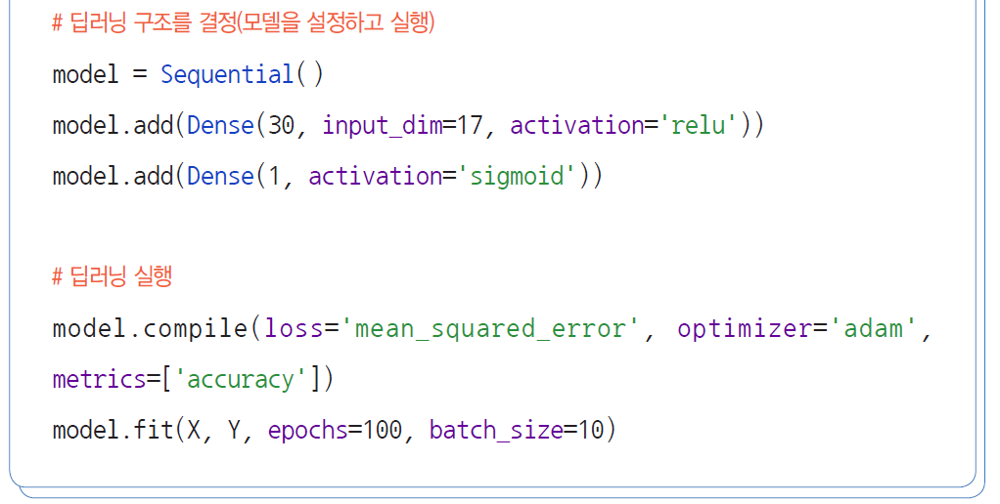 # 딥러닝 구조를 결정(모델을 설정하고 실행)
model = Sequential()
model.add(Dense(30, input_dim=17, activation='relu'))
model.add(Dense(1, activation='sigmoid'))
# 딥러닝 실행
model.compile(loss='mean_squared_error', optimizer='adam',
metrics=['accuracy'])
model.fit(X, Y, epochs=100, batch_size=10)